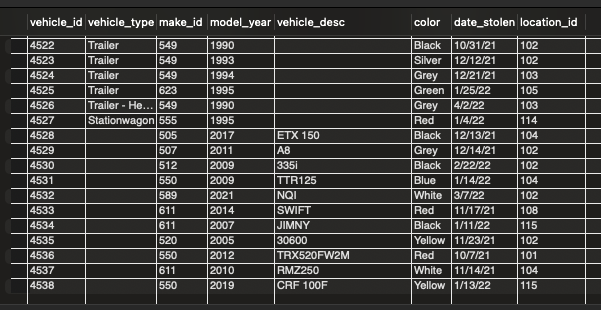 vehicle_id vehicle_type make_id model_year vehicle_desc color date_stolen location_id
4522 Trailer 549 1990 Black 10/31/21 102
4523 Trailer 549 1993 Silver 12/12/21 102
4524 Trailer 549 1994 Grey 12/21/21 103
4525 Trailer 623 1995 Green 1/25/22 105
4526 Trailer - He... 549 1990 Grey 4/2/22 103
4527 Stationwagon 555 1995 Red 1/4/22 114
4528 505 2017 ETX 150 Black 12/13/21 104
4529 507 2011 A8 Grey 12/14/21 102
4530 512 2009 335i Black 2/22/22 102
4531 550 2009 TTR125 Blue 1/14/22 104
4532 589 2021 NQI White 3/7/22 102
4533 611 2014 SWIFT Red 11/17/21 108
4534 611 2007 JIMNY Black 1/11/22 115
4535 520 2005 30600 Yellow 11/23/21 102
4536 550 2012 TRX520FW2M Red 10/7/21 101
4537 611 2010 RMZ250 White 11/14/21 104
4538 550 2019 CRF 100F Yellow 1/13/22 115